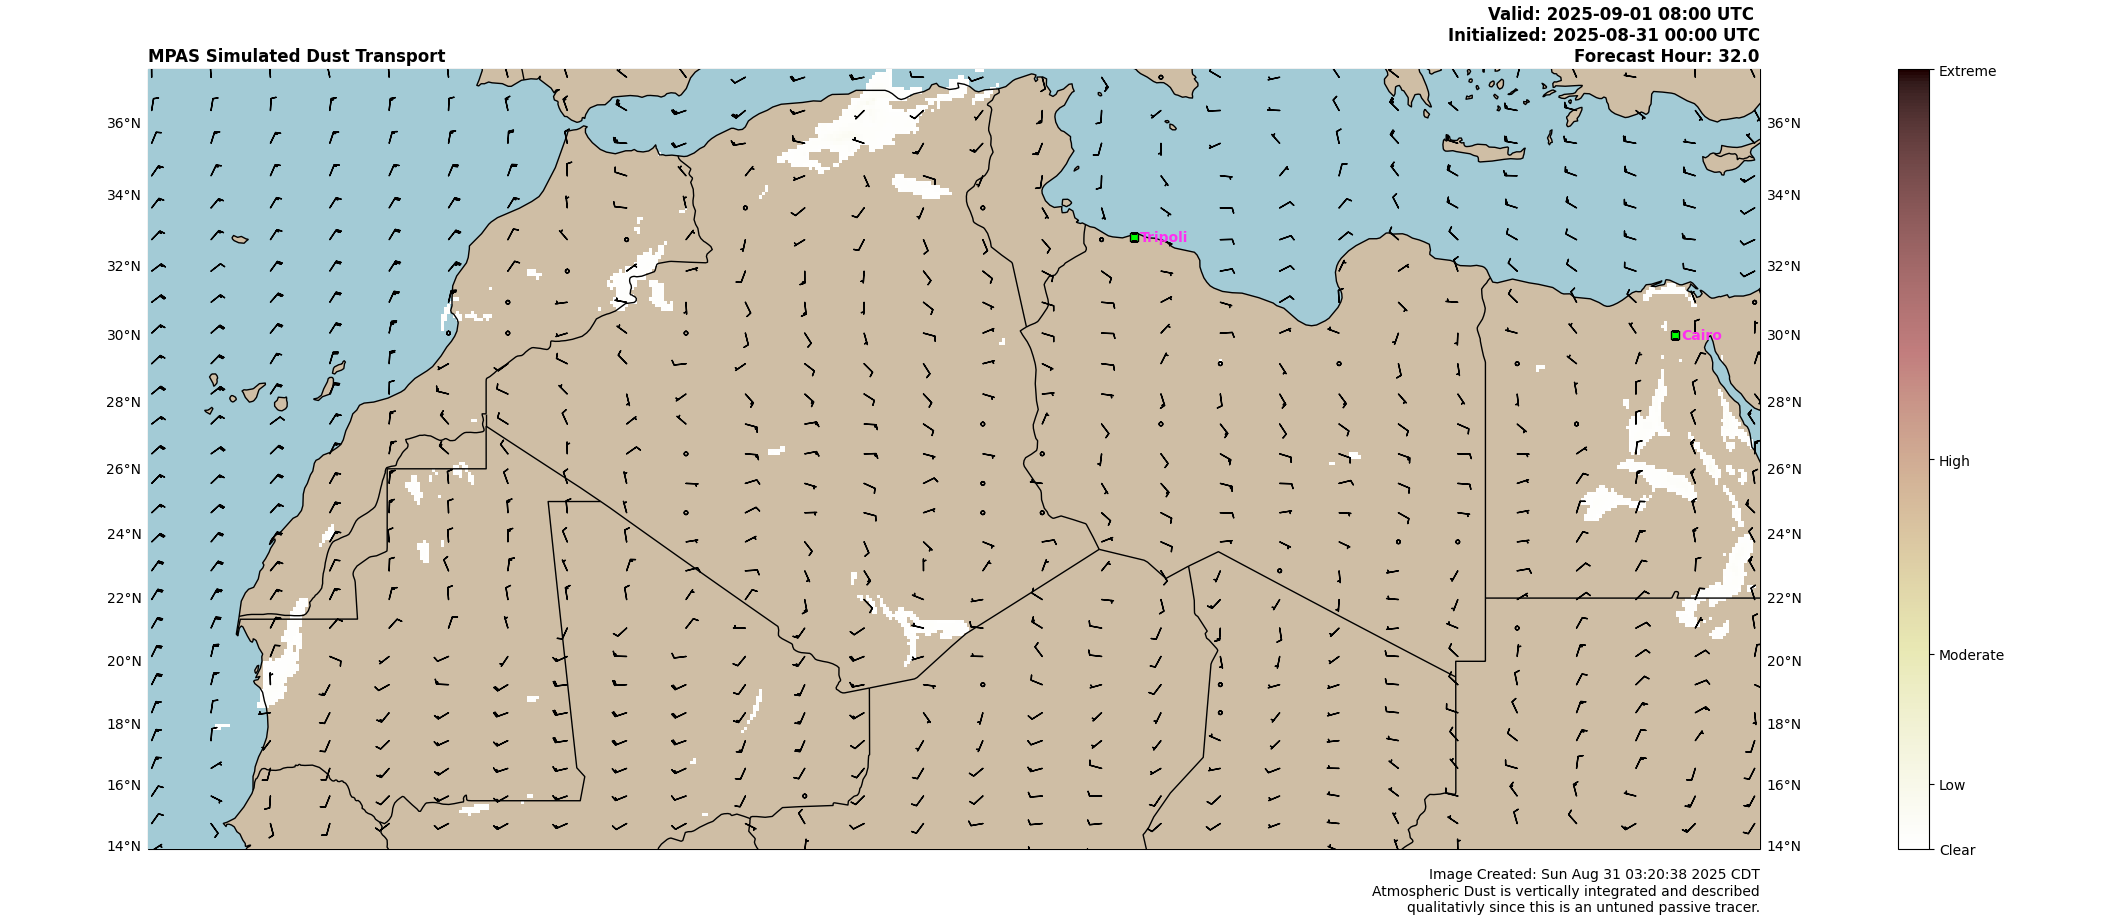 Valid: 2025-09-01 08:00 UTC
Initialized: 2025-08-31 00:00 UTC
MPAS Simulated Dust Transport
Forecast Hour: 32.0
36°N
36°N
34°N
34°N
32°N
32°N
30°N
30°N
28°N
28°N
26°N
26°N
24°N
24°N
22°N
22°N
20°N
20°N
18°N
18°N
16°N
16°N
14°N
14°N
Tripoli
Cairo
Extreme
High
Moderate
Low
Clear
Image Created: Sun Aug 31 03:20:38 2025 CDT
Atmospheric Dust is vertically integrated and described
qualitativly since this is an untuned passive tracer.